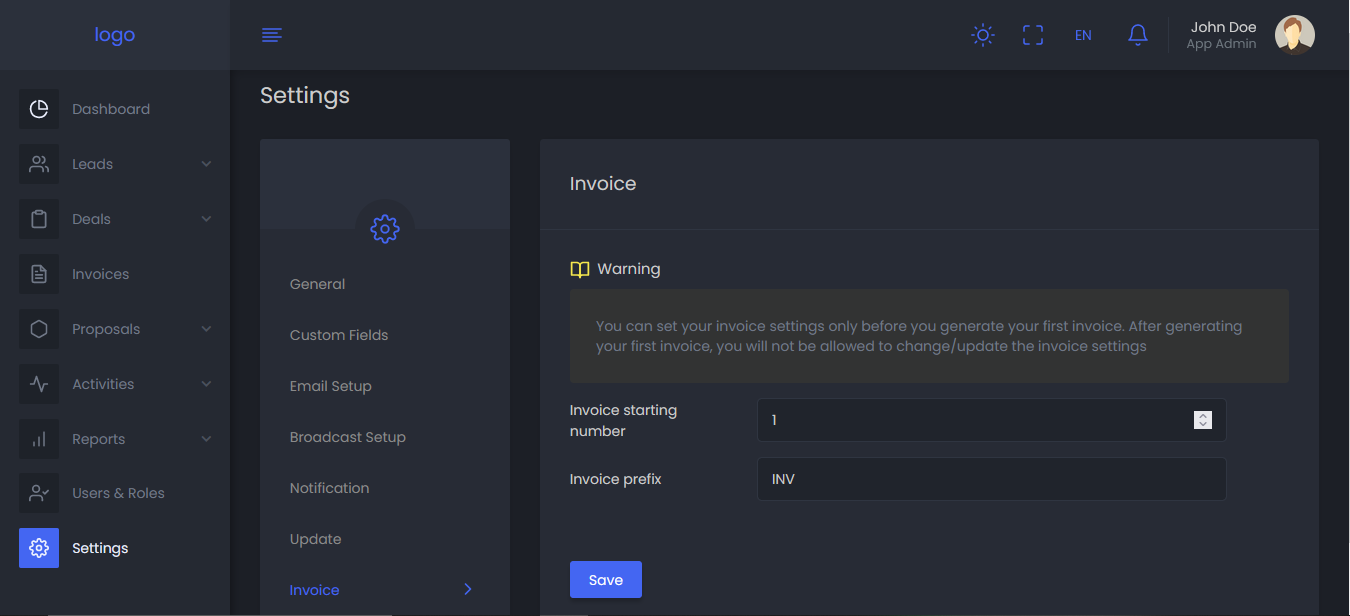 logo
EN
John Doe
App Admin
Dashboard
Leads
Deals
Invoices
Proposals
Activities
Reports
Users & Roles
Settings
Settings
General
Custom Fields
Email Setup
Broadcast Setup
Notification
Update
Invoice
Invoice
Warning
You can set your invoice settings only before you generate your first invoice. After generating
your first invoice, you will not be allowed to change/update the invoice settings
Invoice starting
number
1
Invoice prefix
INV
Save